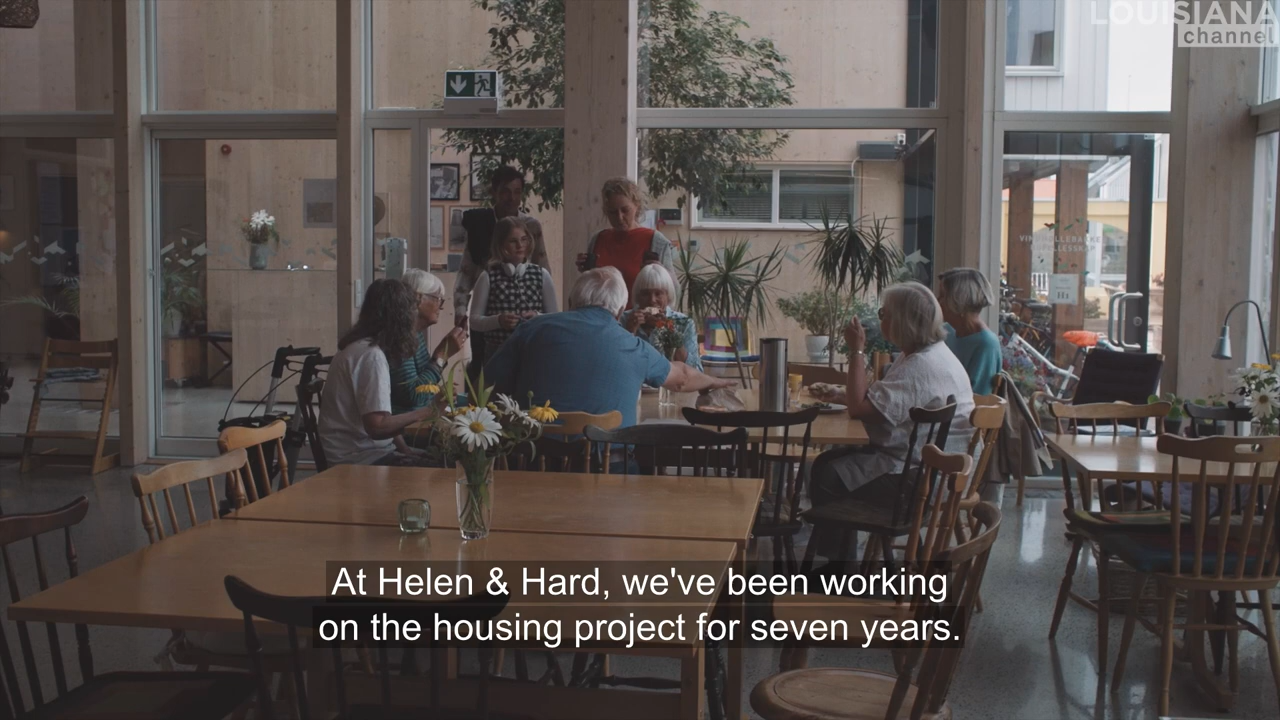 LOUISIANA
channel
At Helen & Hard, we've been working
on the housing project for seven years.